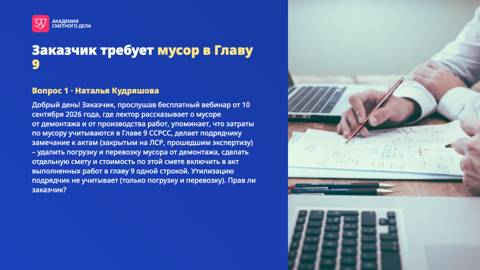 АКАДЕМИЯ
СМЕТНОГО ДЕЛА
Заказчик требует мусор в Главу
9
Вопрос 1 · Наталья Кудряшова
Добрый день! Заказчик, прослушав бесплатный вебинар от 10
сентября 2026 года, где лектор рассказывает о мусоре
от демонтажа и от производства работ, упоминает, что затраты
по мусору учитываются в Главе 9 ССРСС, делает подрядчику
замечание к актам (закрытым на ЛСР, прошедшим экспертизу)
– удалить погрузку и перевозку мусора от демонтажа, сделать
отдельную смету и стоимость по этой смете включить в акт
выполненных работ в главу 9 одной строкой. Утилизацию
подрядчик не учитывает (только погрузку и перевозку). Прав ли
заказчик?